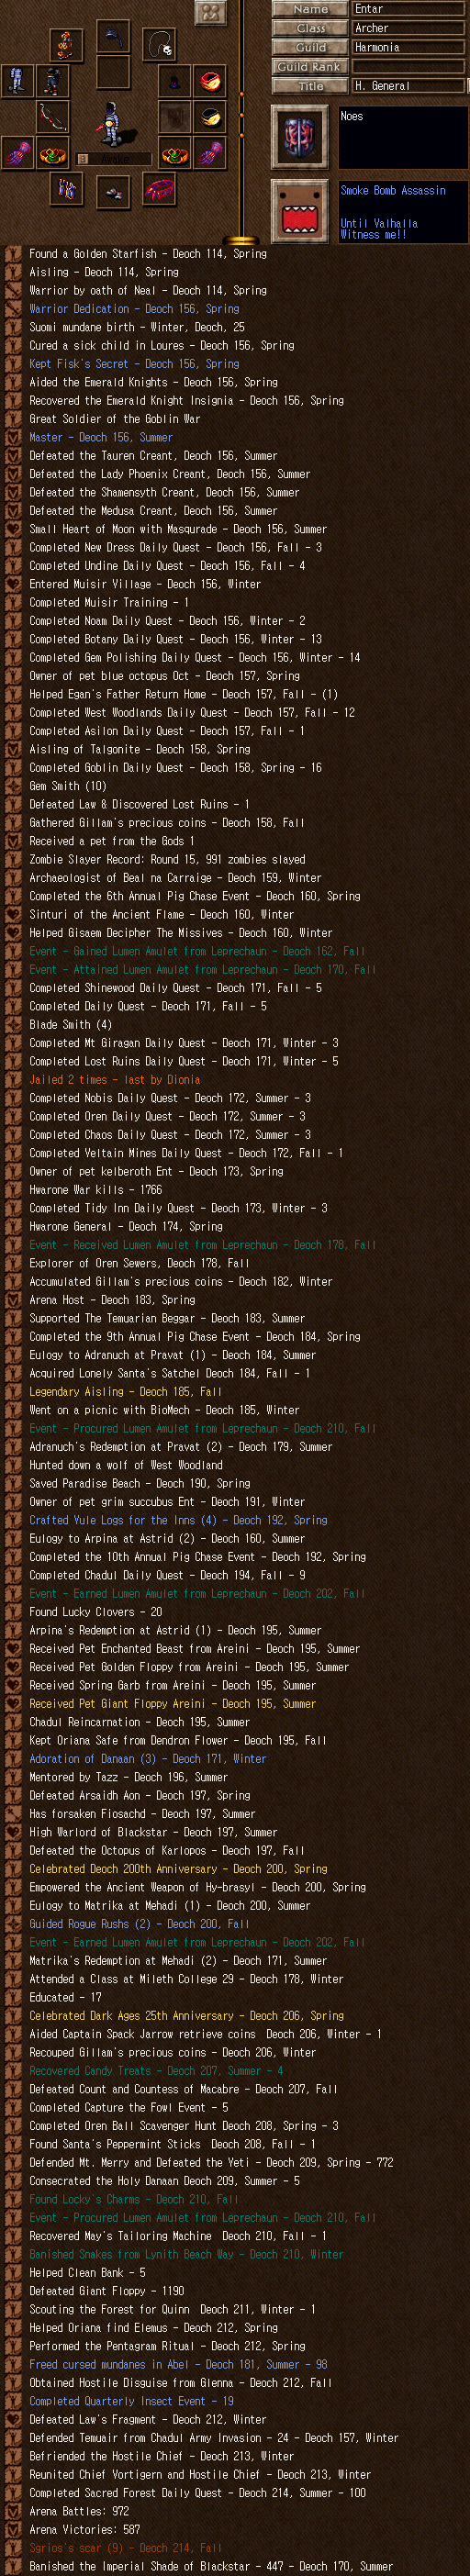 Name Entar
Class Archer
Guild Harmonia
Guild Rank
Title H. General
Noes
Awake
Smoke Bomb Assassin
Until Valhalla
Witness me!!
Found a Golden Starfish - Deoch 114, Spring
Aisling - Deoch 114, Spring
Warrior by oath of Neal - Deoch 114, Spring
Warrior Dedication - Deoch 156, Spring
Suomi mundane birth - Winter, Deoch, 25
Cured a sick child in Loures - Deoch 156, Spring
Kept Fisk's Secret - Deoch 156, Spring
Aided the Emerald Knights - Deoch 156, Spring
Recovered the Emerald Knight Insignia - Deoch 156, Spring
Great Soldier of the Goblin War
Master - Deoch 156, Summer
Defeated the Tauren Creant, Deoch 156, Summer
Defeated the Lady Phoenix Creant, Deoch 156, Summer
Defeated the Shamensyth Creant, Deoch 156, Summer
Defeated the Medusa Creant, Deoch 156, Summer
Small Heart of Moon with Masqurade - Deoch 156, Summer
Completed New Dress Daily Quest - Deoch 156, Fall - 3
Completed Undine Daily Quest - Deoch 156, Fall - 4
Entered Muisir Village - Deoch 156, Winter
Completed Muisir Training - 1
Completed Noam Daily Quest - Deoch 156, Winter - 2
Completed Botany Daily Quest - Deoch 156, Winter - 13
Completed Gem Polishing Daily Quest - Deoch 156, Winter - 14
Owner of pet blue octopus Oct - Deoch 157, Spring
Helped Egan's Father Return Home - Deoch 157, Fall - (1)
Completed West Woodlands Daily Quest - Deoch 157, Fall - 12
Completed Asilon Daily Quest - Deoch 157, Fall - 1
Aisling of Talgonite - Deoch 158, Spring
Completed Goblin Daily Quest - Deoch 158, Spring - 16
Gem Smith (10)
Defeated Law & Discovered Lost Ruins - 1
Gathered Gillam's precious coins - Deoch 158, Fall
Received a pet from the Gods 1
Zombie Slayer Record: Round 15, 991 zombies slayed
Archaeologist of Beal na Carraige - Deoch 159, Winter
Completed the 6th Annual Pig Chase Event - Deoch 160, Spring
Sinturi of the Ancient Flame - Deoch 160, Winter
Helped Gisaem Decipher The Missives - Deoch 160, Winter
Event - Gained Lumen Amulet from Leprechaun - Deoch 162, Fall
Event - Attained Lumen Amulet from Leprechaun - Deoch 170, Fall
Completed Shinewood Daily Quest - Deoch 171, Fall - 5
Completed Daily Quest - Deoch 171, Fall - 5
Blade Smith (4)
Completed Mt Giragan Daily Quest - Deoch 171, Winter - 3
Completed Lost Ruins Daily Quest - Deoch 171, Winter - 5
Jailed 2 times - last by Dionia
Completed Nobis Daily Quest - Deoch 172, Summer - 3
Completed Oren Daily Quest - Deoch 172, Summer - 3
Completed Chaos Daily Quest - Deoch 172, Summer - 3
Completed Veltain Mines Daily Quest - Deoch 172, Fall - 1
Owner of pet kelberoth Ent - Deoch 173, Spring
Hwarone War kills - 1766
Completed Tidy Inn Daily Quest - Deoch 173, Winter - 3
Hwarone General - Deoch 174, Spring
Event - Received Lumen Amulet from Leprechaun - Deoch 178, Fall
Explorer of Oren Sewers, Deoch 178, Fall
Accumulated Gillam's precious coins - Deoch 182, Winter
Arena Host - Deoch 183, Spring
Supported The Temuarian Beggar - Deoch 183, Summer
Completed the 9th Annual Pig Chase Event - Deoch 184, Spring
Eulogy to Adranuch at Pravat (1) - Deoch 184, Summer
Acquired Lonely Santa's Satchel Deoch 184, Fall - 1
Legendary Aisling - Deoch 185, Fall
Went on a picnic with BioMech - Deoch 185, Winter
Event - Procured Lumen Amulet from Leprechaun - Deoch 210, Fall
Adranuch's Redemption at Pravat (2) - Deoch 179, Summer
Hunted down a wolf of West Woodland
Saved Paradise Beach - Deoch 190, Spring
Owner of pet grim succubus Ent - Deoch 191, Winter
Crafted Yule Logs for the Inns (4) - Deoch 192, Spring
Eulogy to Arpina at Astrid (2) - Deoch 160, Summer
Completed the 10th Annual Pig Chase Event - Deoch 192, Spring
Completed Chadul Daily Quest - Deoch 194, Fall - 9
Event - Earned Lumen Amulet from Leprechaun - Deoch 202, Fall
Found Lucky Clovers - 20
Arpina's Redemption at Astrid (1) - Deoch 195, Summer
Received Pet Enchanted Beast from Areini - Deoch 195, Summer
Received Pet Golden Floppy from Areini - Deoch 195, Summer
Received Spring Garb from Areini - Deoch 195, Summer
Received Pet Giant Floppy Areini - Deoch 195, Summer
Chadul Reincarnation - Deoch 195, Summer
Kept Oriana Safe from Dendron Flower - Deoch 195, Fall
Adoration of Danaan (3) - Deoch 171, Winter
Mentored by Tazz - Deoch 196, Summer
Defeated Arsaidh Aon - Deoch 197, Spring
Has forsaken Fiosachd - Deoch 197, Summer
High Warlord of Blackstar - Deoch 197, Summer
Defeated the Octopus of Karlopos - Deoch 197, Fall
Celebrated Deoch 200th Anniversary - Deoch 200, Spring
Empowered the Ancient Weapon of Hy-brasyl - Deoch 200, Spring
Eulogy to Matrika at Mehadi (1) - Deoch 200, Summer
Guided Rogue Rushs (2) - Deoch 200, Fall
Event - Earned Lumen Amulet from Leprechaun - Deoch 202, Fall
Matrika's Redemption at Mehadi (2) - Deoch 171, Summer
Attended a Class at Mileth College 29 - Deoch 178, Winter
Educated - 17
Celebrated Dark Ages 25th Anniversary - Deoch 206, Spring
Aided Captain Spack Jarrow retrieve coins Deoch 206, Winter - 1
Recouped Gillam's precious coins - Deoch 206, Winter
Recovered Candy Treats - Deoch 207, Summer - 4
Defeated Count and Countess of Macabre - Deoch 207, Fall
Completed Capture the Fowl Event - 5
Completed Oren Ball Scavenger Hunt Deoch 208, Spring - 3
Found Santa's Peppermint Sticks Deoch 208, Fall - 1
Defended Mt. Merry and Defeated the Yeti - Deoch 209, Spring - 772
Consecrated the Holy Danaan Deoch 209, Summer - 5
Found Locky's Charms - Deoch 210, Fall
Event - Procured Lumen Amulet from Leprechaun - Deoch 210, Fall
Recovered May's Tailoring Machine Deoch 210, Fall - 1
Banished Snakes from Lynith Beach Way - Deoch 210, Winter
Helped Clean Bank - 5
Defeated Giant Floppy - 1190
Scouting the Forest for Quinn Deoch 211, Winter - 1
Helped Oriana find Elemus - Deoch 212, Spring
Performed the Pentagram Ritual - Deoch 212, Spring
Freed cursed mundanes in Abel - Deoch 181, Summer - 98
Obtained Hostile Disguise from Glenna - Deoch 212, Fall
Completed Quarterly Insect Event - 19
Defeated Law's Fragment - Deoch 212, Winter
Defended Temuair from Chadul Army Invasion - 24 - Deoch 157, Winter
Befriended the Hostile Chief - Deoch 213, Winter
Reunited Chief Vortigern and Hostile Chief - Deoch 213, Winter
Completed Sacred Forest Daily Quest - Deoch 214, Summer - 100
Arena Battles: 972
Arena Victories: 587
Sgrios's scar (9) - Deoch 214, Fall
Banished the Imperial Shade of Blackstar - 447 - Deoch 170, Summer